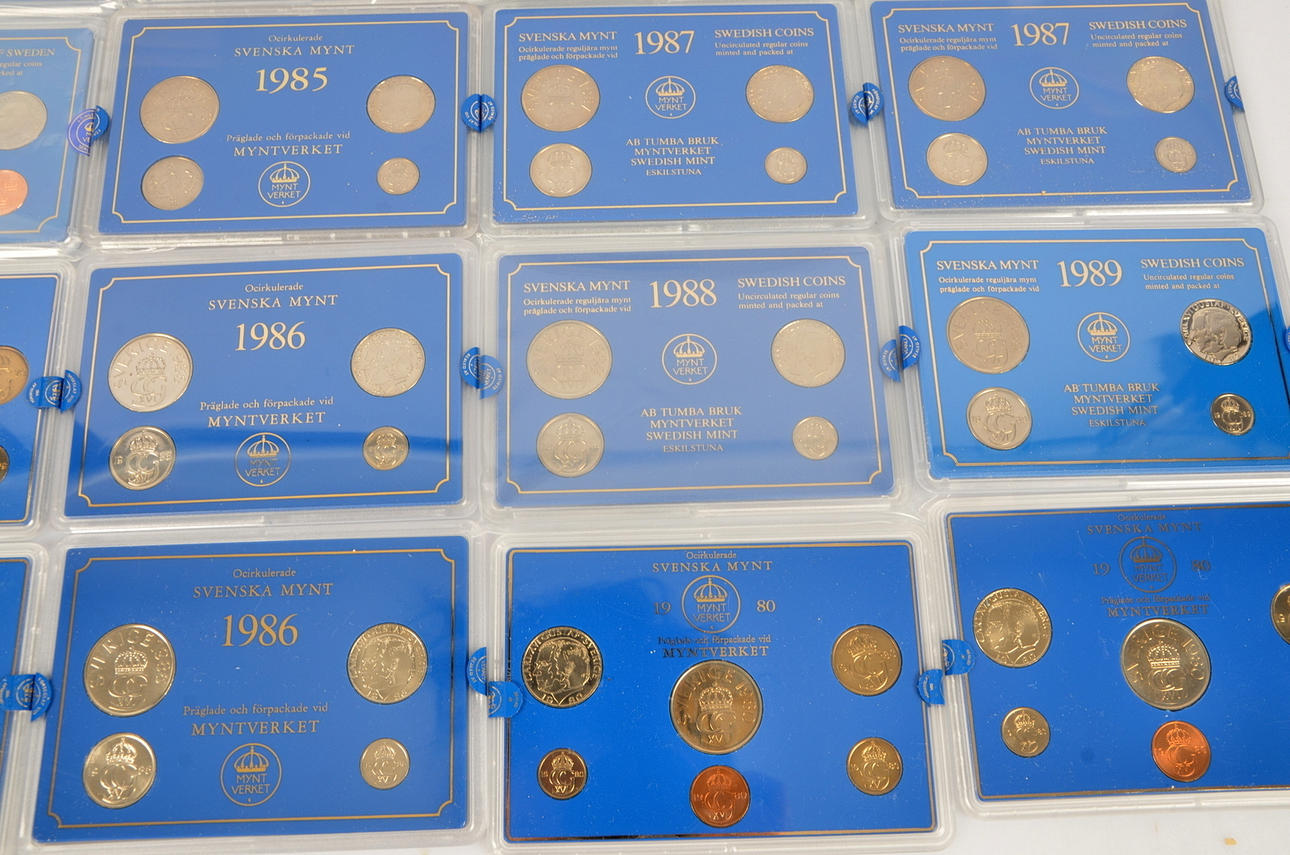 SWEDEN
regular coins
Ocirkulerade
SVENSKA MYNT
1985
Präglade och förpackade vid
MYNTVERKET
MYNT
VERKET
SVENSKA MYNT
Ocirkulerade reguljära mynt
präglade och förpackade vid
1987
SWEDISH COINS
Uncirculated regular coins
minted and packed at
MYNT
VERKET
AB TUMBA BRUK
MYNTVERKET
SWEDISH MINT
ESKILSTUNA
SVENSKA MYNT
Ocirkulerade reguljära mynt
präglade och förpackade vid
1987
SWEDISH COINS
Uncirculated regular coins
minted and packed at
MYNT
VERKET
AB TUMBA BRUK
MYNTVERKET
SWEDISH MINT
ESKILSTUNA
Ocirkulerade
SVENSKA MYNT
1986
Präglade och förpackade vid
MYNTVERKET
MYNT
VERKET
SVENSKA MYNT
Ocirkulerade reguljära mynt
präglade och förpackade vid
1988
SWEDISH COINS
Uncirculated regular coins
minted and packed at
MYNT
VERKET
AB TUMBA BRUK
MYNTVERKET
SWEDISH MINT
ESKILSTUNA
SVENSKA MYNT
Ocirkulerade reguljära mynt
präglade och förpackade vid
1989
SWEDISH COINS
Uncirculated regular coins
minted and packed at
MYNT
VERKET
AB TUMBA BRUK
MYNTVERKET
SWEDISH MINT
ESKILSTUNA
Ocirkulerade
SVENSKA MYNT
1986
Präglade och förpackade vid
MYNTVERKET
MYNT
VERKET
Ocirkulerade
SVENSKA MYNT
19 80
MYNT
VERKET
Präglade och förpackade vid
MYNTVERKET
SVERIGE 1980
XV
Ocirkulerade
SVENSKA MYNT
19 80
MYNT
VERKET
Präglade och förpackade vid
MYNTVERKET
SVERIGE 1980